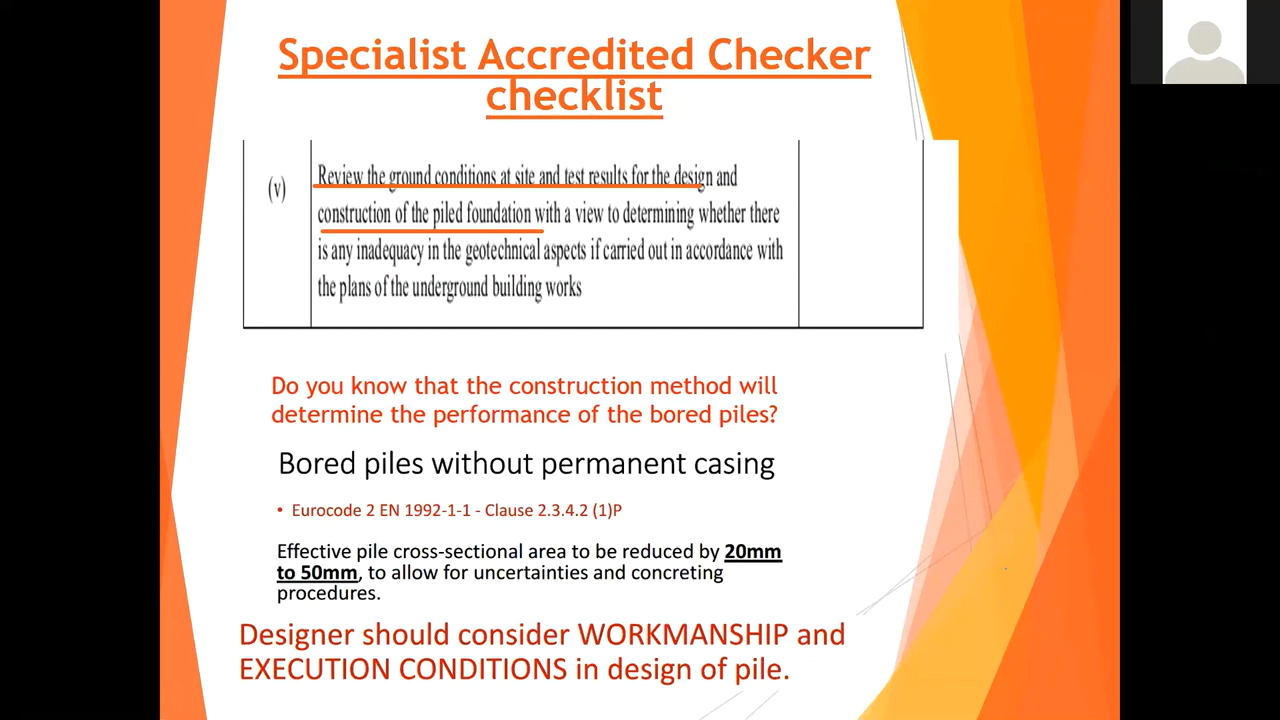 Specialist Accredited Checker
checklist
(v)
Review the ground conditions at site and test results for the design and
construction of the piled foundation with a view to determining whether there
is any inadequacy in the geotechnical aspects if carried out in accordance with
the plans of the underground building works
Do you know that the construction method will
determine the performance of the bored piles?
Bored piles without permanent casing
• Eurocode 2 EN 1992-1-1 - Clause 2.3.4.2 (1)P
Effective pile cross-sectional area to be reduced by 20mm
to 50mm, to allow for uncertainties and concreting
procedures.
Designer should consider WORKMANSHIP and
EXECUTION CONDITIONS in design of pile.